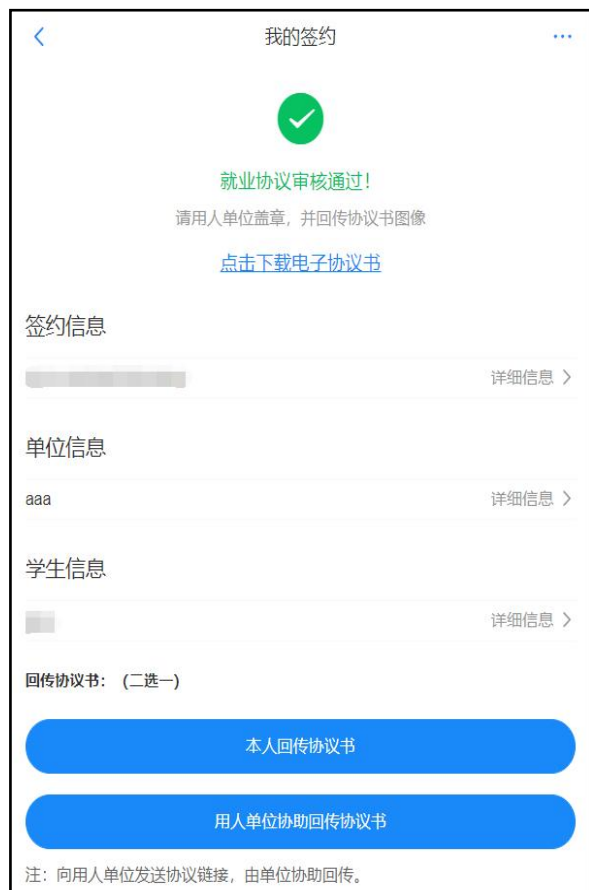 我的签约
就业协议审核通过！
请用人单位盖章，并回传协议书图像
点击下载电子协议书
签约信息
详细信息
单位信息
aaa 详细信息
学生信息
详细信息
回传协议书：（二选一）
本人回传协议书
用人单位协助回传协议书
注：向用人单位发送协议链接，由单位协助回传。